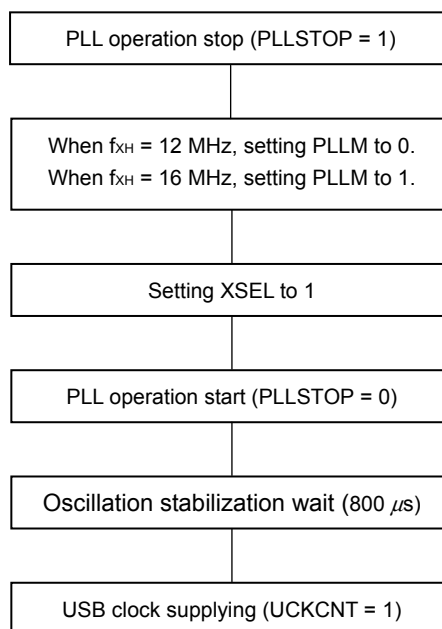 PLL operation stop (PLLSTOP = 1)
When fXH = 12 MHz, setting PLLM to 0.
When fXH = 16 MHz, setting PLLM to 1.
Setting XSEL to 1
PLL operation start (PLLSTOP = 0)
Oscillation stabilization wait (800 μs)
USB clock supplying (UCKCNT = 1)